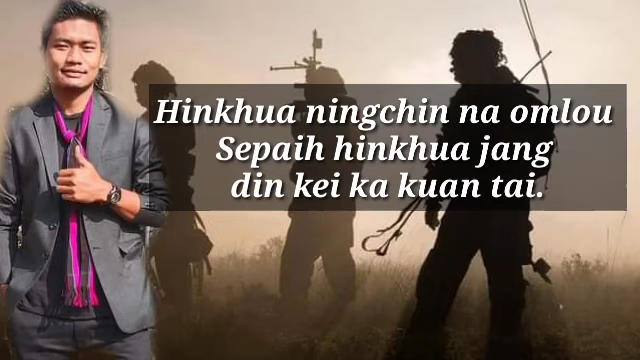 Hinkhua ningchin na omlou
Sepaih hinkhua jang
din kei ka kuan tai.